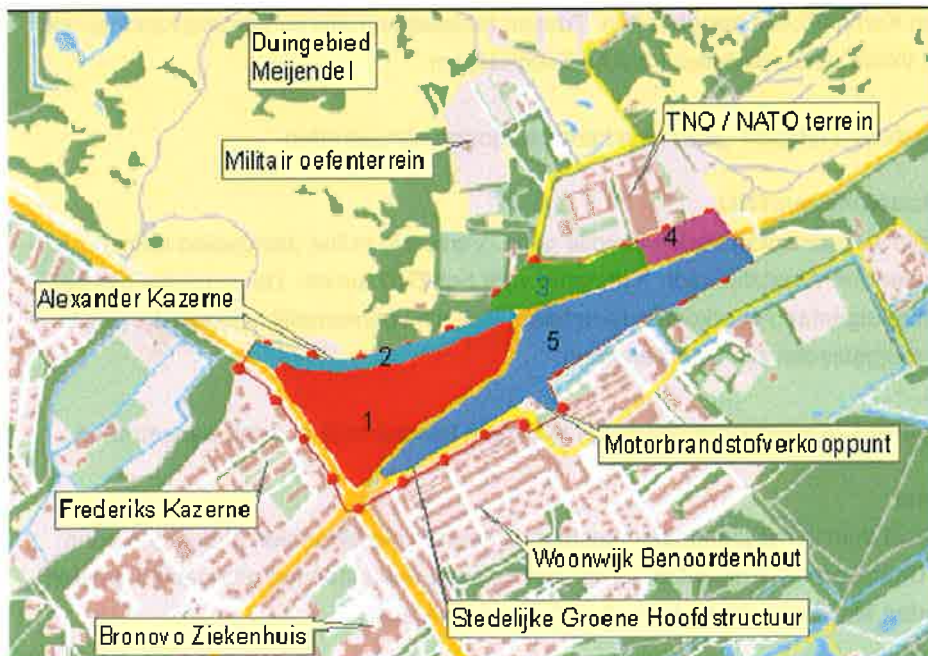 Duingebied
Meijendel
TNO / NATO terrein
Militair oefenterrein
4
3
Alexander Kazerne
5
2
1
Motorbrandstofverkooppunt
Frederiks Kazerne
Woonwijk Benoordenhout
Stedelijke Groene Hoofdstructuur
Bronovo Ziekenhuis